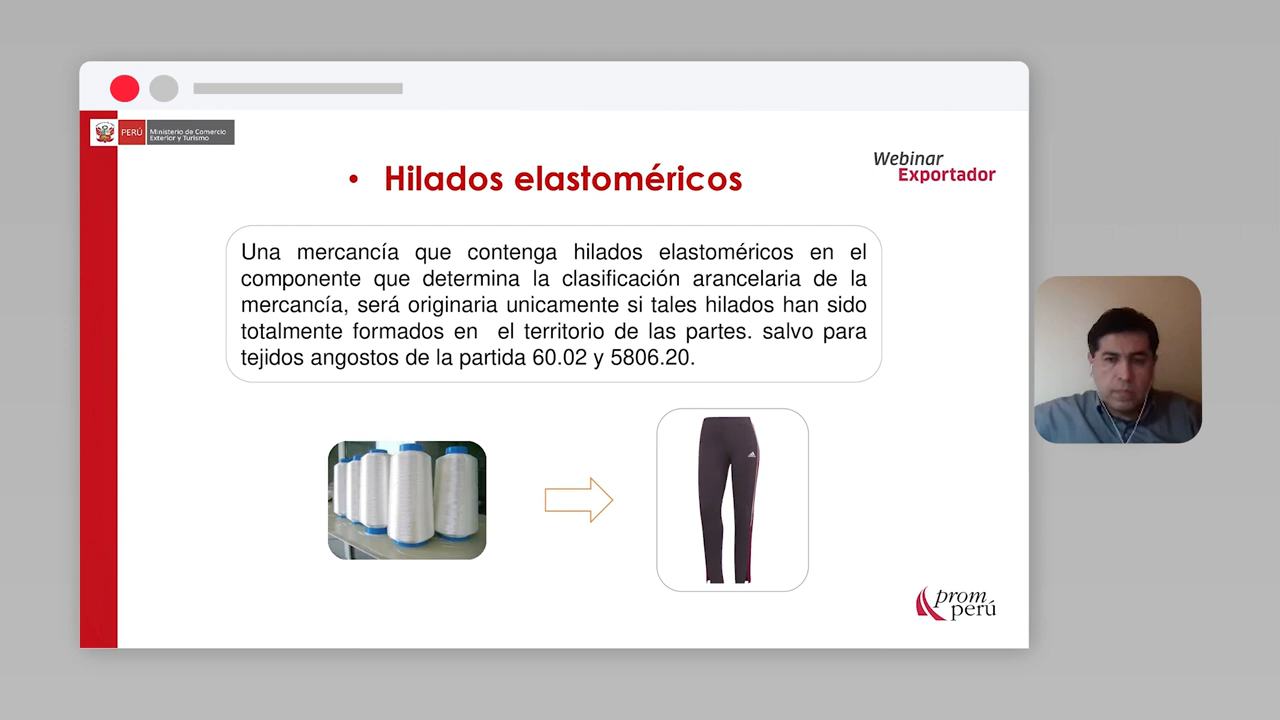 PERÚ
Ministerio de Comercio
Exterior y Turismo
Webinar
Exportador
• Hilados elastoméricos
Una mercancía que contenga hilados elastoméricos en el
componente que determina la clasificación arancelaria de la
mercancía, será originaria unicamente si tales hilados han sido
totalmente formados en el territorio de las partes. salvo para
tejidos angostos de la partida 60.02 y 5806.20.
prom
perú